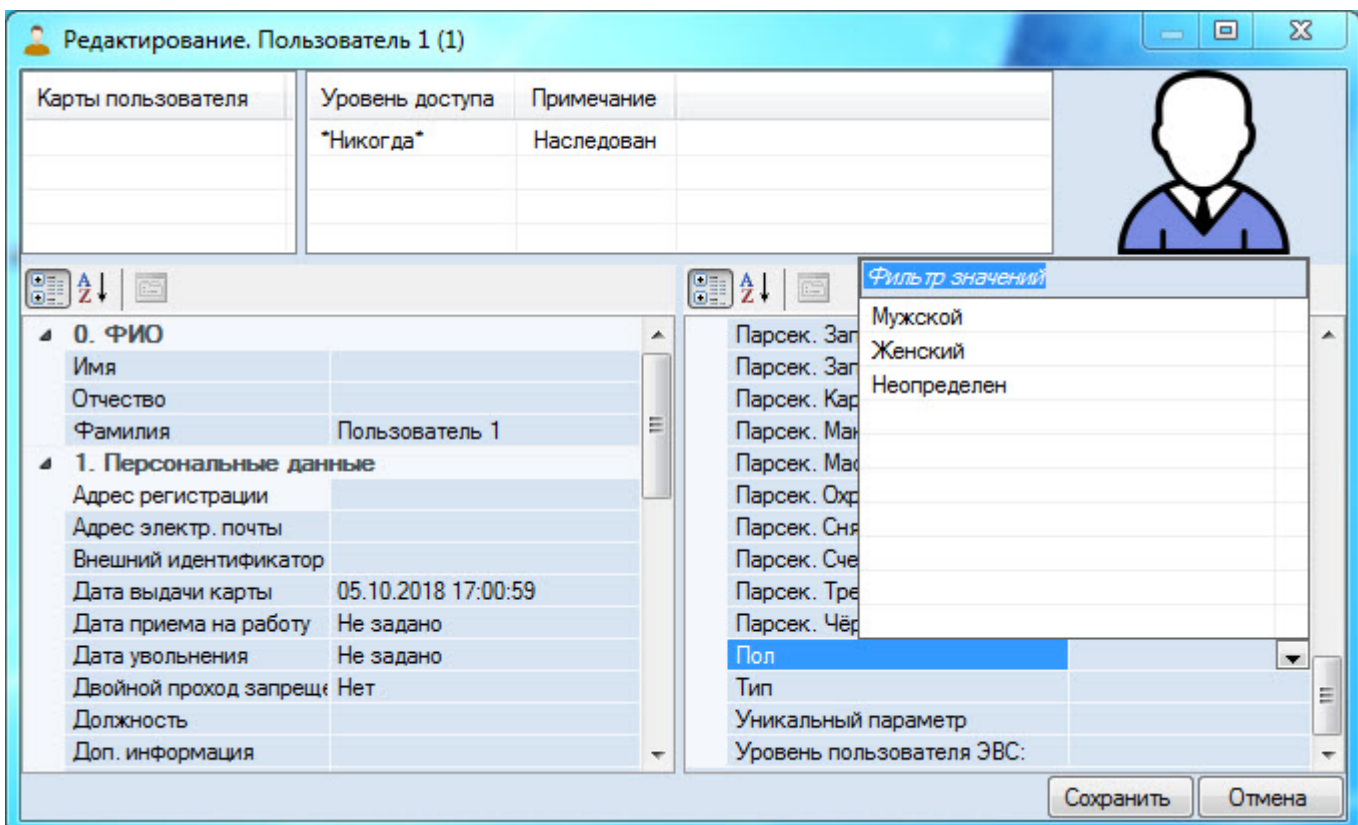 Редактирование. Пользователь 1 (1)
Карты пользователя
Уровень доступа Примечание
*Никогда* Наследован
0. ФИО
Имя
Отчество
Фамилия Пользователь 1
1. Персональные данные
Адрес регистрации
Адрес электр. почты
Внешний идентификатор
Дата выдачи карты 05.10.2018 17:00:59
Дата приема на работу Не задано
Дата увольнения Не задано
Двойной проход запреще Нет
Должность
Доп. информация
Фильтр значений
Мужской
Женский
Неопределен
Парсек. Зап
Парсек. Зап
Парсек. Кар
Парсек. Мак
Парсек. Мас
Парсек. Охр
Парсек. Сня
Парсек. Сче
Парсек. Тре
Парсек. Чёр
Пол
Тип
Уникальный параметр
Уровень пользователя ЭВС:
Сохранить Отмена